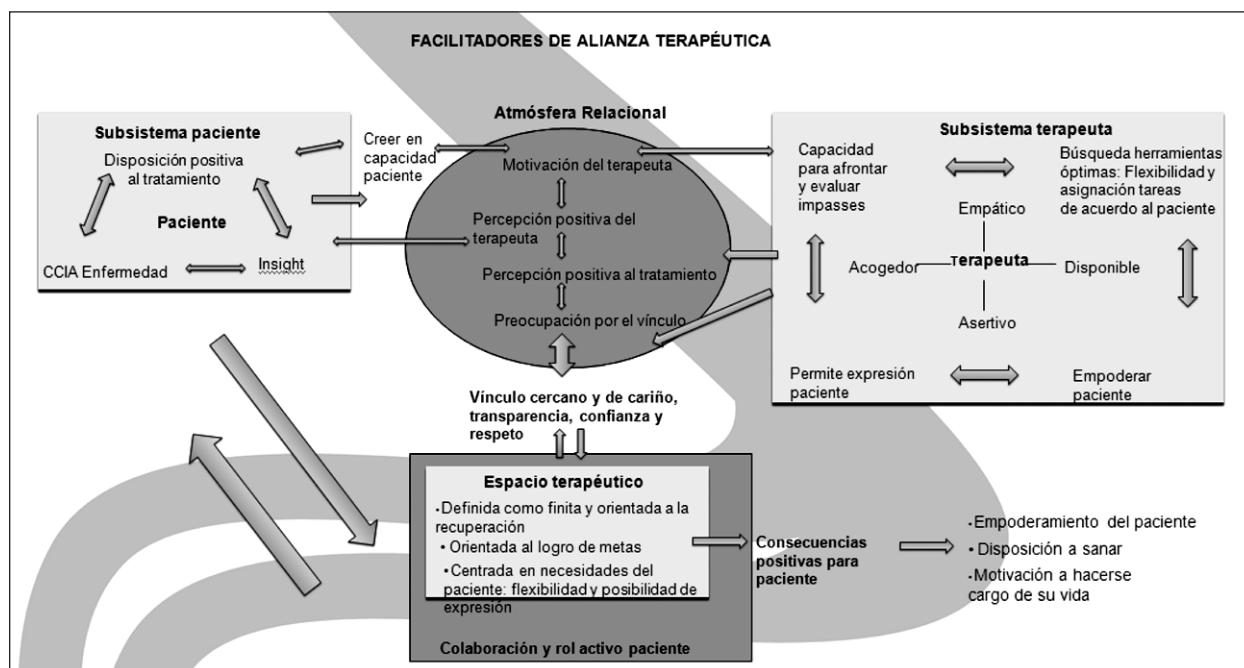 FACILITADORES DE ALIANZA TERAPÉUTICA
Subsistema paciente
Disposición positiva
al tratamiento
Paciente
CCIA Enfermedad
Insight
Creer en
capacidad
paciente
Atmósfera Relacional
Motivación del terapeuta
Percepción positiva del
terapeuta
Percepción positiva al tratamiento
Preocupación por el vínculo
Subsistema terapeuta
Capacidad
para afrontar
y evaluar
impasses
Búsqueda herramientas
óptimas: Flexibilidad y
asignación tareas
de acuerdo al paciente
Empático
Acogedor
Terapeuta
Disponible
Asertivo
Permite expresión
paciente
Empoderar
paciente
Vínculo cercano y de cariño,
transparencia, confianza y
respeto
Espacio terapéutico
•Definida como finita y orientada a la
recuperación
• Orientada al logro de metas
• Centrada en necesidades del
paciente: flexibilidad y posibilidad de
expresión
Colaboración y rol activo paciente
Consecuencias
positivas para
paciente
•Empoderamiento del paciente
• Disposición a sanar
•Motivación a hacerse
cargo de su vida